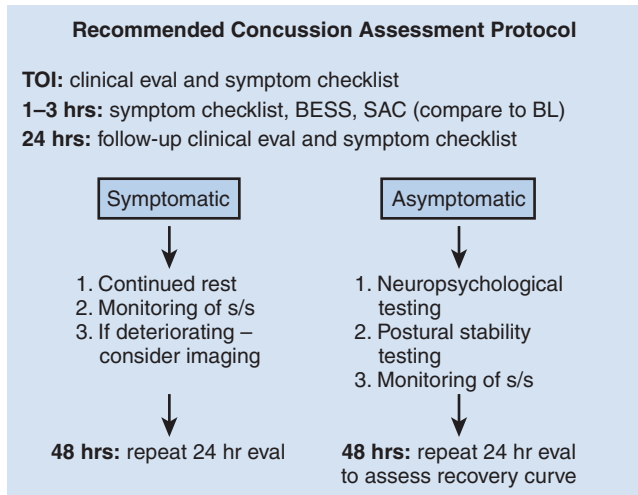 Recommended Concussion Assessment Protocol
TOI: clinical eval and symptom checklist
1–3 hrs: symptom checklist, BESS, SAC (compare to BL)
24 hrs: follow-up clinical eval and symptom checklist
Symptomatic
1. Continued rest
2. Monitoring of s/s
3. If deteriorating –
consider imaging
48 hrs: repeat 24 hr eval
Asymptomatic
1. Neuropsychological
testing
2. Postural stability
testing
3. Monitoring of s/s
48 hrs: repeat 24 hr eval
to assess recovery curve